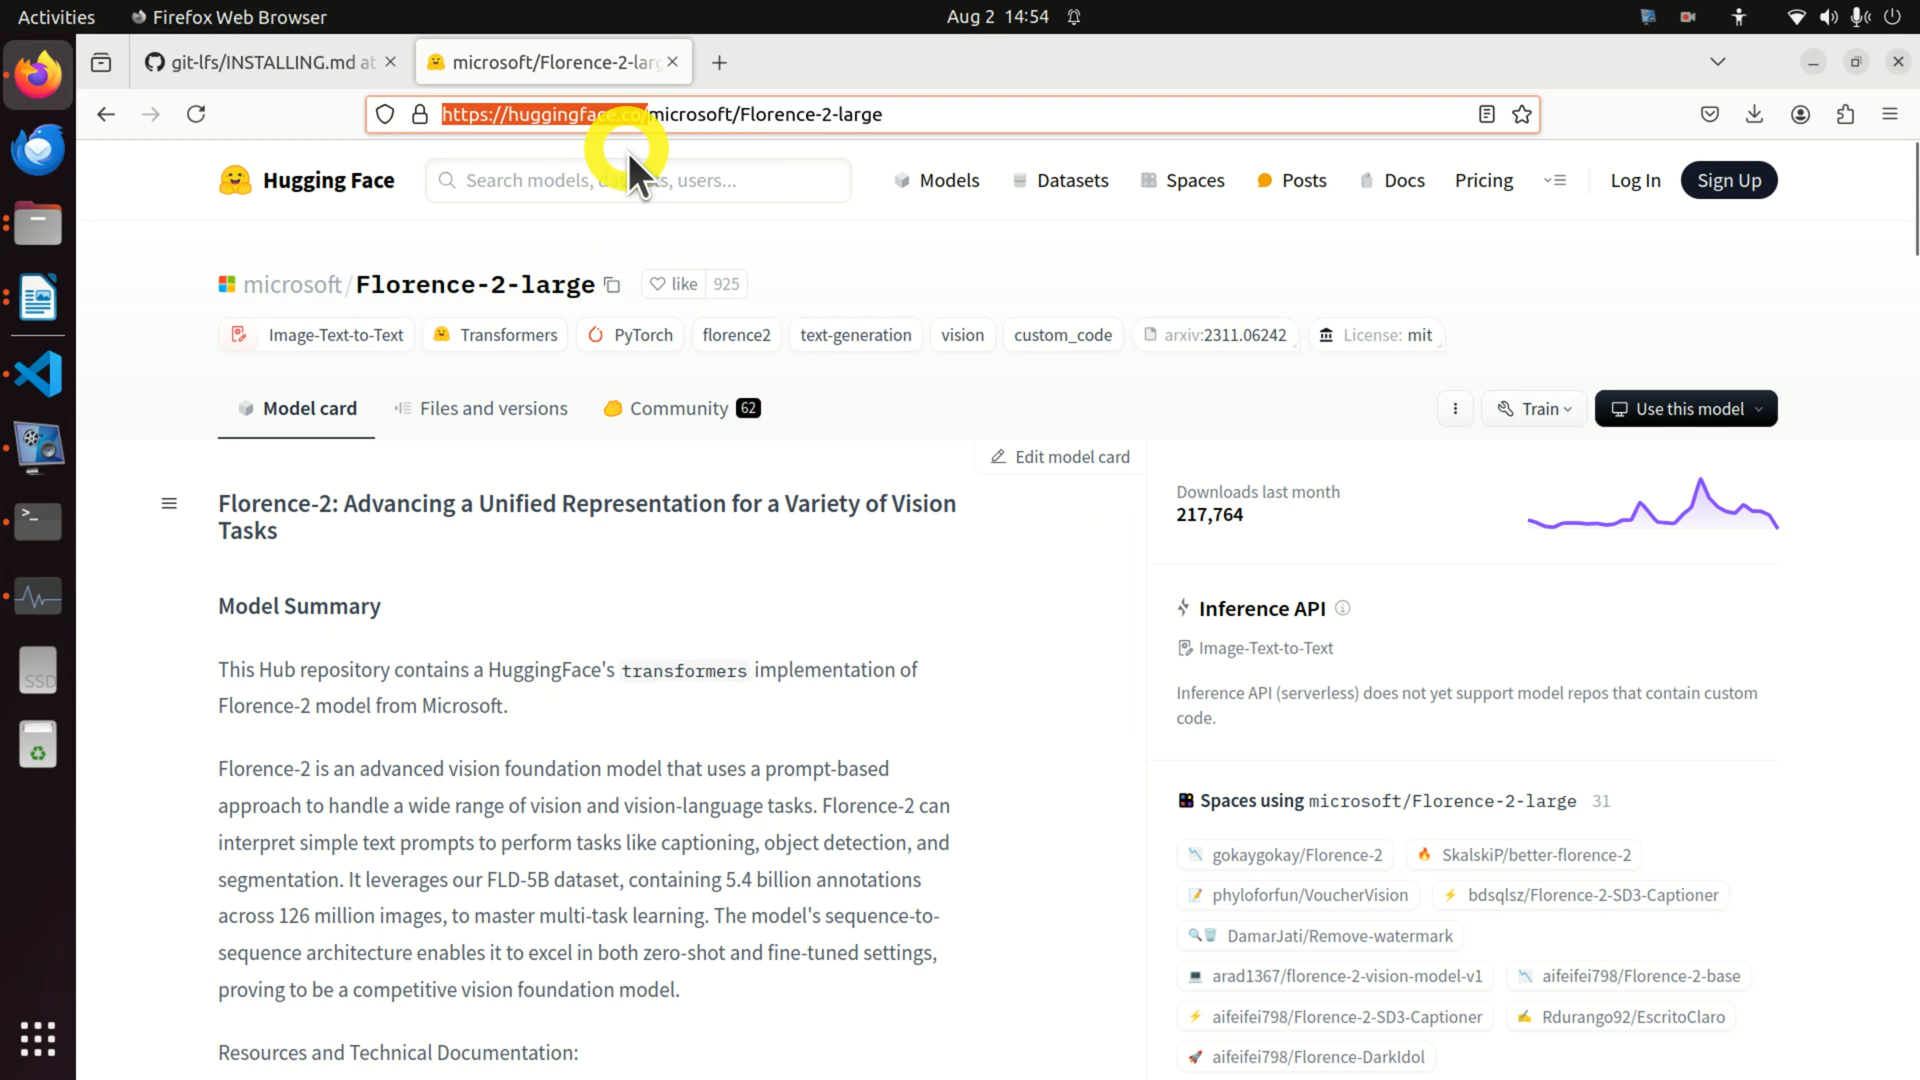 Activities
Firefox Web Browser
Aug 2 14:54
git-lfs/INSTALLING.md at
microsoft/Florence-2-larg
https://huggingface.co/microsoft/Florence-2-large
Hugging Face
Search models, datasets, users...
Models
Datasets
Spaces
Posts
Docs
Pricing
Log In
Sign Up
microsoft/Florence-2-large
like 925
Image-Text-to-Text
Transformers
PyTorch
florence2
text-generation
vision
custom_code
arxiv:2311.06242
License: mit
Model card
Files and versions
Community 62
Train
Use this model
Edit model card
Florence-2: Advancing a Unified Representation for a Variety of Vision
Tasks
Model Summary
This Hub repository contains a HuggingFace's transformers implementation of
Florence-2 model from Microsoft.
Florence-2 is an advanced vision foundation model that uses a prompt-based
approach to handle a wide range of vision and vision-language tasks. Florence-2 can
interpret simple text prompts to perform tasks like captioning, object detection, and
segmentation. It leverages our FLD-5B dataset, containing 5.4 billion annotations
across 126 million images, to master multi-task learning. The model's sequence-to-
sequence architecture enables it to excel in both zero-shot and fine-tuned settings,
proving to be a competitive vision foundation model.
Resources and Technical Documentation:
Downloads last month
217,764
Inference API
Image-Text-to-Text
Inference API (serverless) does not yet support model repos that contain custom
code.
Spaces using microsoft/Florence-2-large 31
gokaygokay/Florence-2
SkalskiP/better-florence-2
phyloforfun/VoucherVision
bdsqlsz/Florence-2-SD3-Captioner
DamarJati/Remove-watermark
arad1367/florence-2-vision-model-v1
aifeifei798/Florence-2-base
aifeifei798/Florence-2-SD3-Captioner
Rdurango92/EscritoClaro
aifeifei798/Florence-DarkIdol
SSD